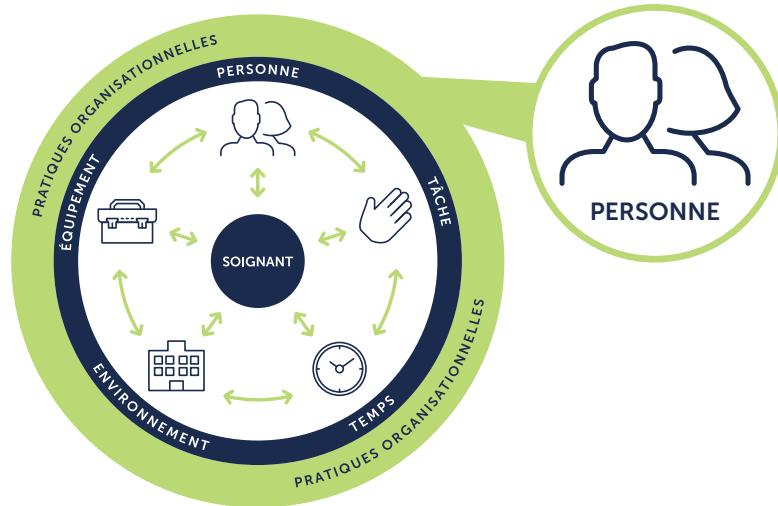 PRATIQUES ORGANISATIONNELLES
PERSONNE
TÂCHE
ÉQUIPEMENT
SOIGNANT
ENVIRONNEMENT
TEMPS
PRATIQUES ORGANISATIONNELLES
PERSONNE